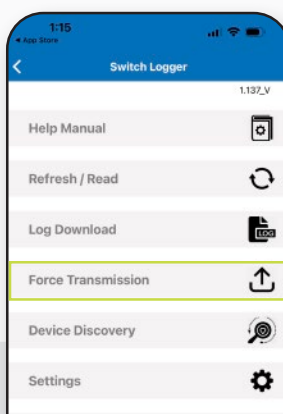 1:15
◀ App Store
Switch Logger
1.137_V
Help Manual
Refresh / Read
Log Download
LOG
Force Transmission
Device Discovery
Settings